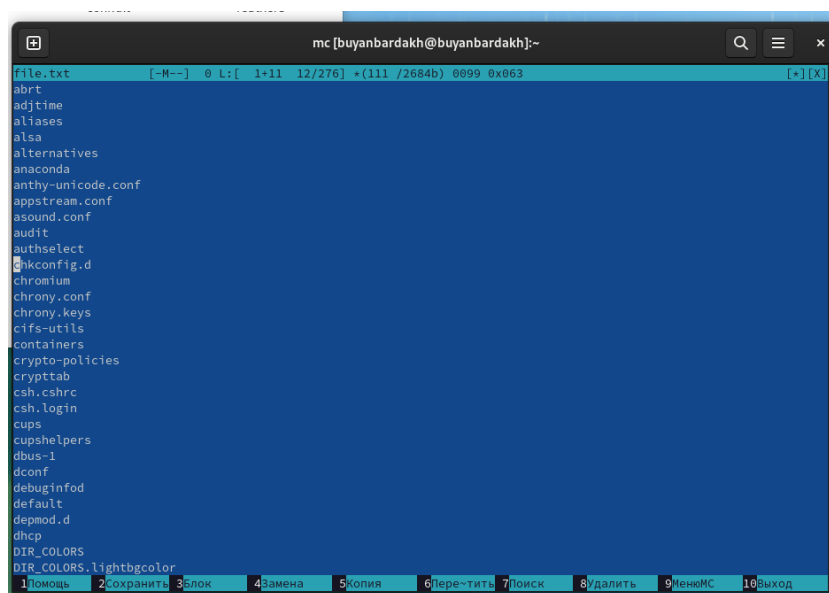 mc [buyanbardakh@buyanbardakh]:~
file.txt [-M--] 0 L:[ 1+11 12/276] *(111 /2684b) 0099 0x063 [*][X]
abrt
adjtime
aliases
alsa
alternatives
anaconda
anthy-unicode.conf
appstream.conf
asound.conf
audit
authselect
chkconfig.d
chromium
chrony.conf
chrony.keys
cifs-utils
containers
crypto-policies
crypttab
csh.cshrc
csh.login
cups
cupshelpers
dbus-1
dconf
debuginfod
default
depmod.d
dhcp
DIR_COLORS
DIR_COLORS.lightbgcolor
1Помощь 2Сохранить 3Блок 4Замена 5Копия 6Пере~тить 7Поиск 8Удалить 9МенюMC 10Выход